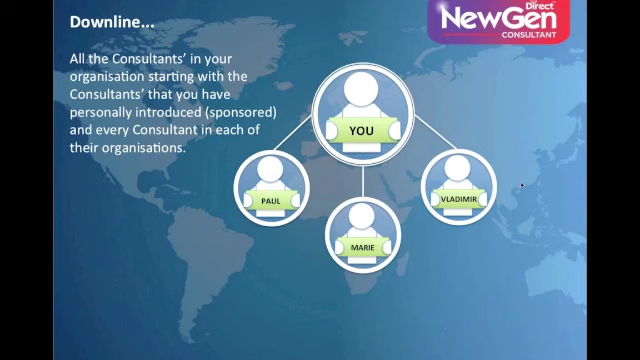 Downline...
Direct
NewGen
CONSULTANT
All the Consultants' in your
organisation starting with the
Consultants' that you have
personally introduced (sponsored)
and every Consultant in each of
their organisations.
YOU
PAUL
VLADIMIR
MARIE